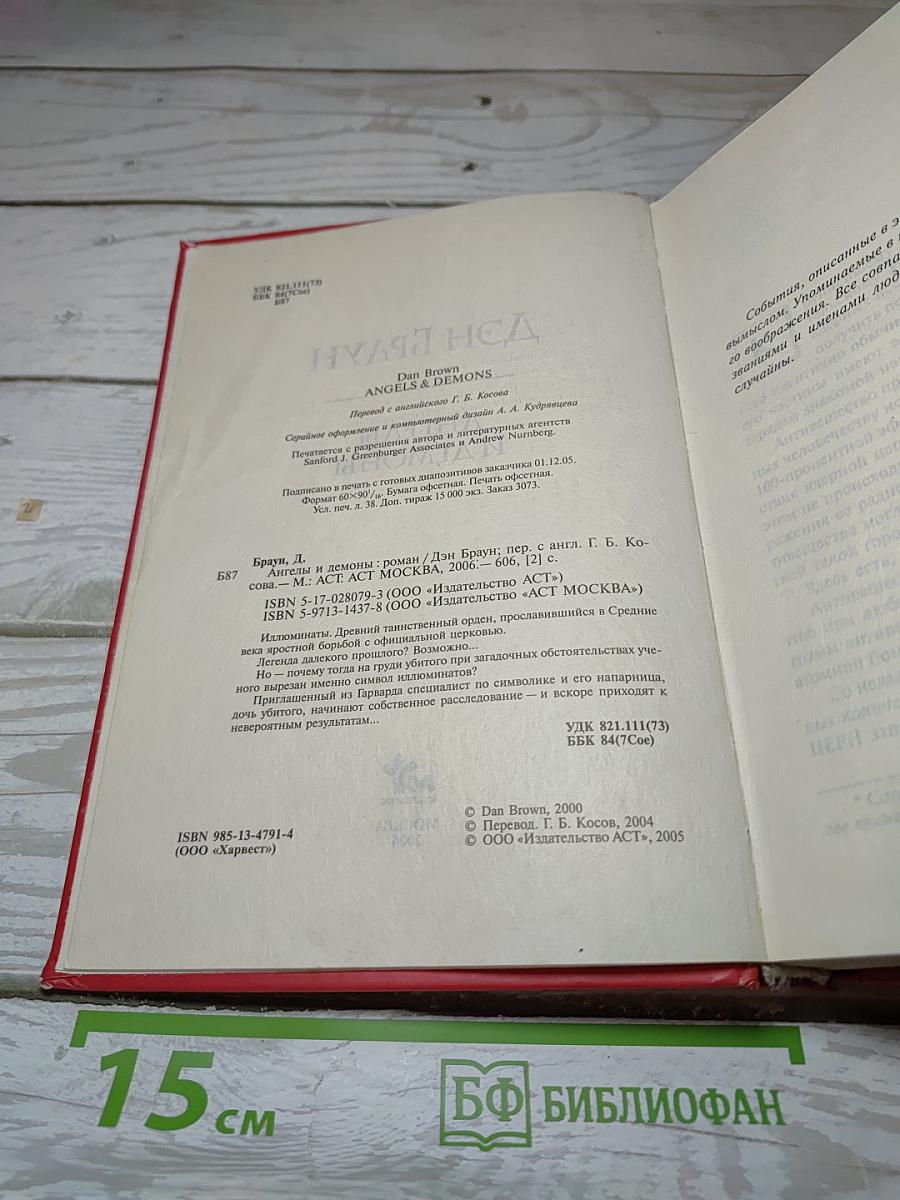 УДК 821.111(73)
ББК 84(7Сое)
Б87
ДЭН БРАУН
Dan Brown
ANGELS & DEMONS
Перевод с английского Г. Б. Косова
Серийное оформление и компьютерный дизайн А. А. Кудрявцева
Печатается с разрешения автора и литературных агентств
Sanford J. Greenburger Associates и Andrew Nurnberg.
Подписано в печать с готовых диапозитивов заказчика 01.12.05.
Формат 60×90 1/16. Бумага офсетная. Печать офсетная.
Усл. печ. л. 38. Доп. тираж 15 000 экз. Заказ 3073.
Браун, Д.
Б87 Ангелы и демоны : роман / Дэн Браун; пер. с англ. Г. Б. Ко-
сова.— М.: АСТ: АСТ МОСКВА, 2006.— 606, [2] с.
ISBN 5-17-028079-3 (ООО «Издательство АСТ»)
ISBN 5-9713-1437-8 (ООО «Издательство «АСТ МОСКВА»)
Иллюминаты. Древний таинственный орден, прославившийся в Средние
века яростной борьбой с официальной церковью.
Легенда далекого прошлого? Возможно...
Но — почему тогда на груди убитого при загадочных обстоятельствах уче-
ного вырезан именно символ иллюминатов?
Приглашенный из Гарварда специалист по символике и его напарница,
дочь убитого, начинают собственное расследование — и вскоре приходят к
невероятным результатам...
УДК 821.111(73)
ББК 84(7Сое)
ISBN 985-13-4791-4
(ООО «Харвест»)
© Dan Brown, 2000
© Перевод. Г. Б. Косов, 2004
© ООО «Издательство АСТ», 2005
События, описанные в э
вымыслом. Упоминаемые в
го воображения. Все совпа
званиями и именами люд
случайны.
15 см
БФ БИБЛИОФАН